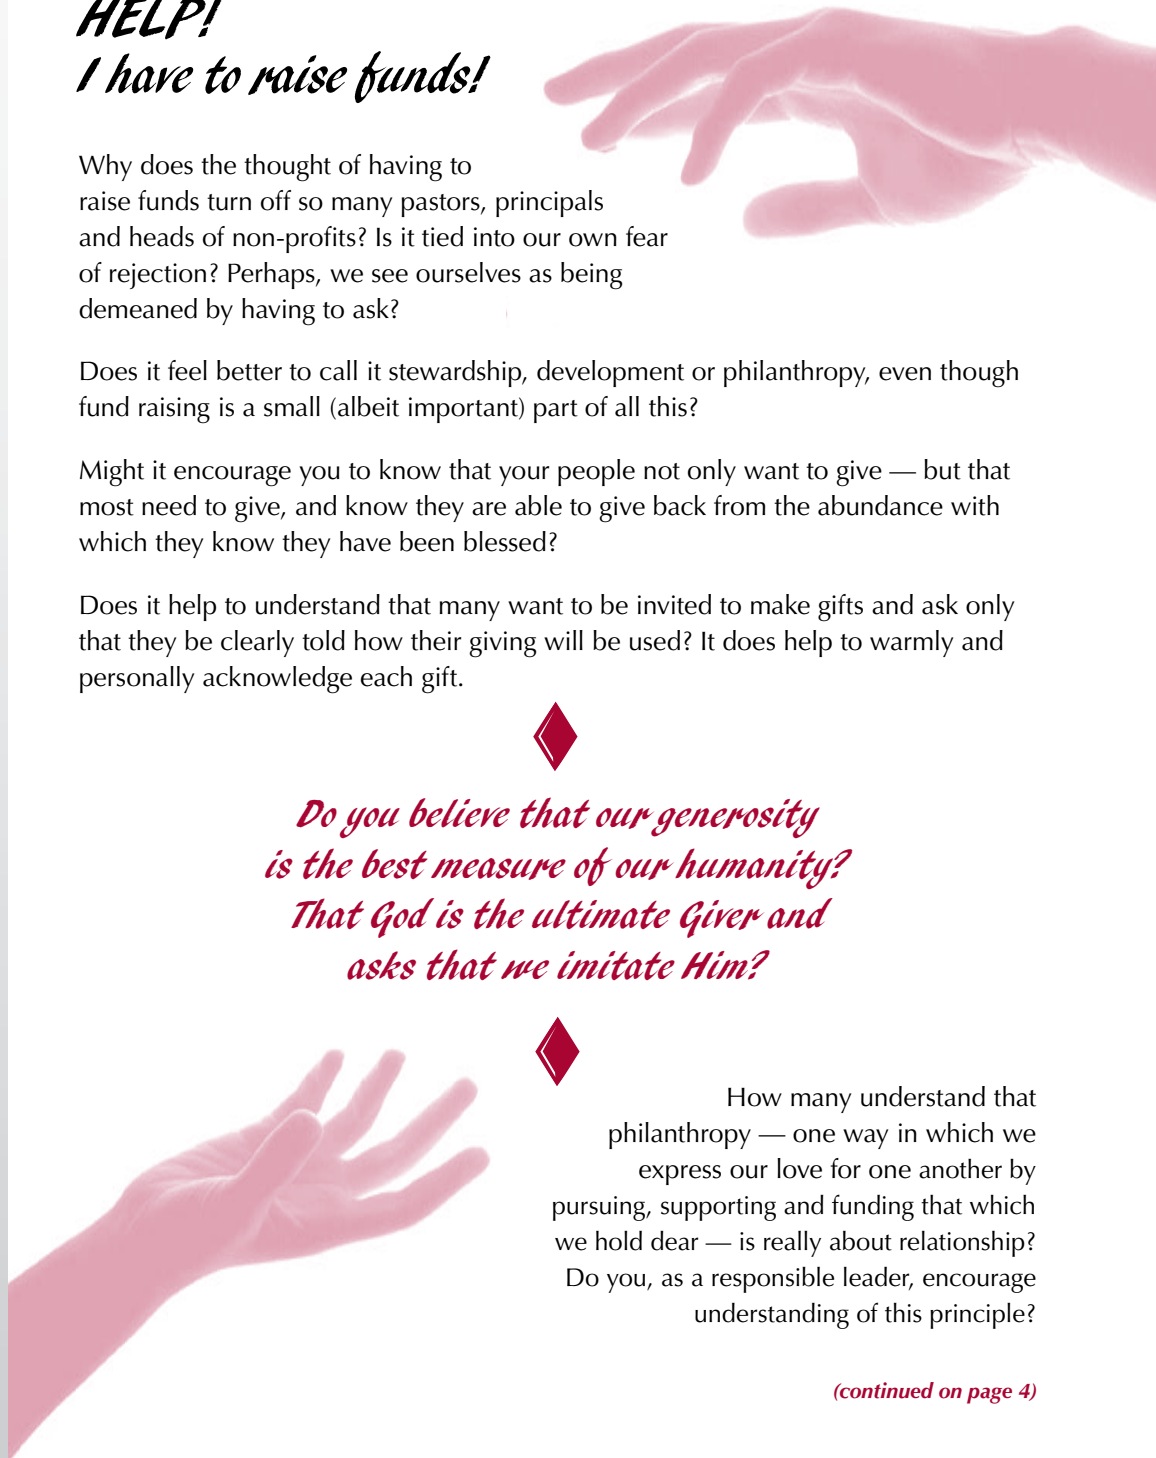 HELP!
I have to raise funds!
Why does the thought of having to
raise funds turn off so many pastors, principals
and heads of non-profits? Is it tied into our own fear
of rejection? Perhaps, we see ourselves as being
demeaned by having to ask?
Does it feel better to call it stewardship, development or philanthropy, even though
fund raising is a small (albeit important) part of all this?
Might it encourage you to know that your people not only want to give — but that
most need to give, and know they are able to give back from the abundance with
which they know they have been blessed?
Does it help to understand that many want to be invited to make gifts and ask only
that they be clearly told how their giving will be used? It does help to warmly and
personally acknowledge each gift.
Do you believe that our generosity
is the best measure of our humanity?
That God is the ultimate Giver and
asks that we imitate Him?
How many understand that
philanthropy — one way in which we
express our love for one another by
pursuing, supporting and funding that which
we hold dear — is really about relationship?
Do you, as a responsible leader, encourage
understanding of this principle?
(continued on page 4)